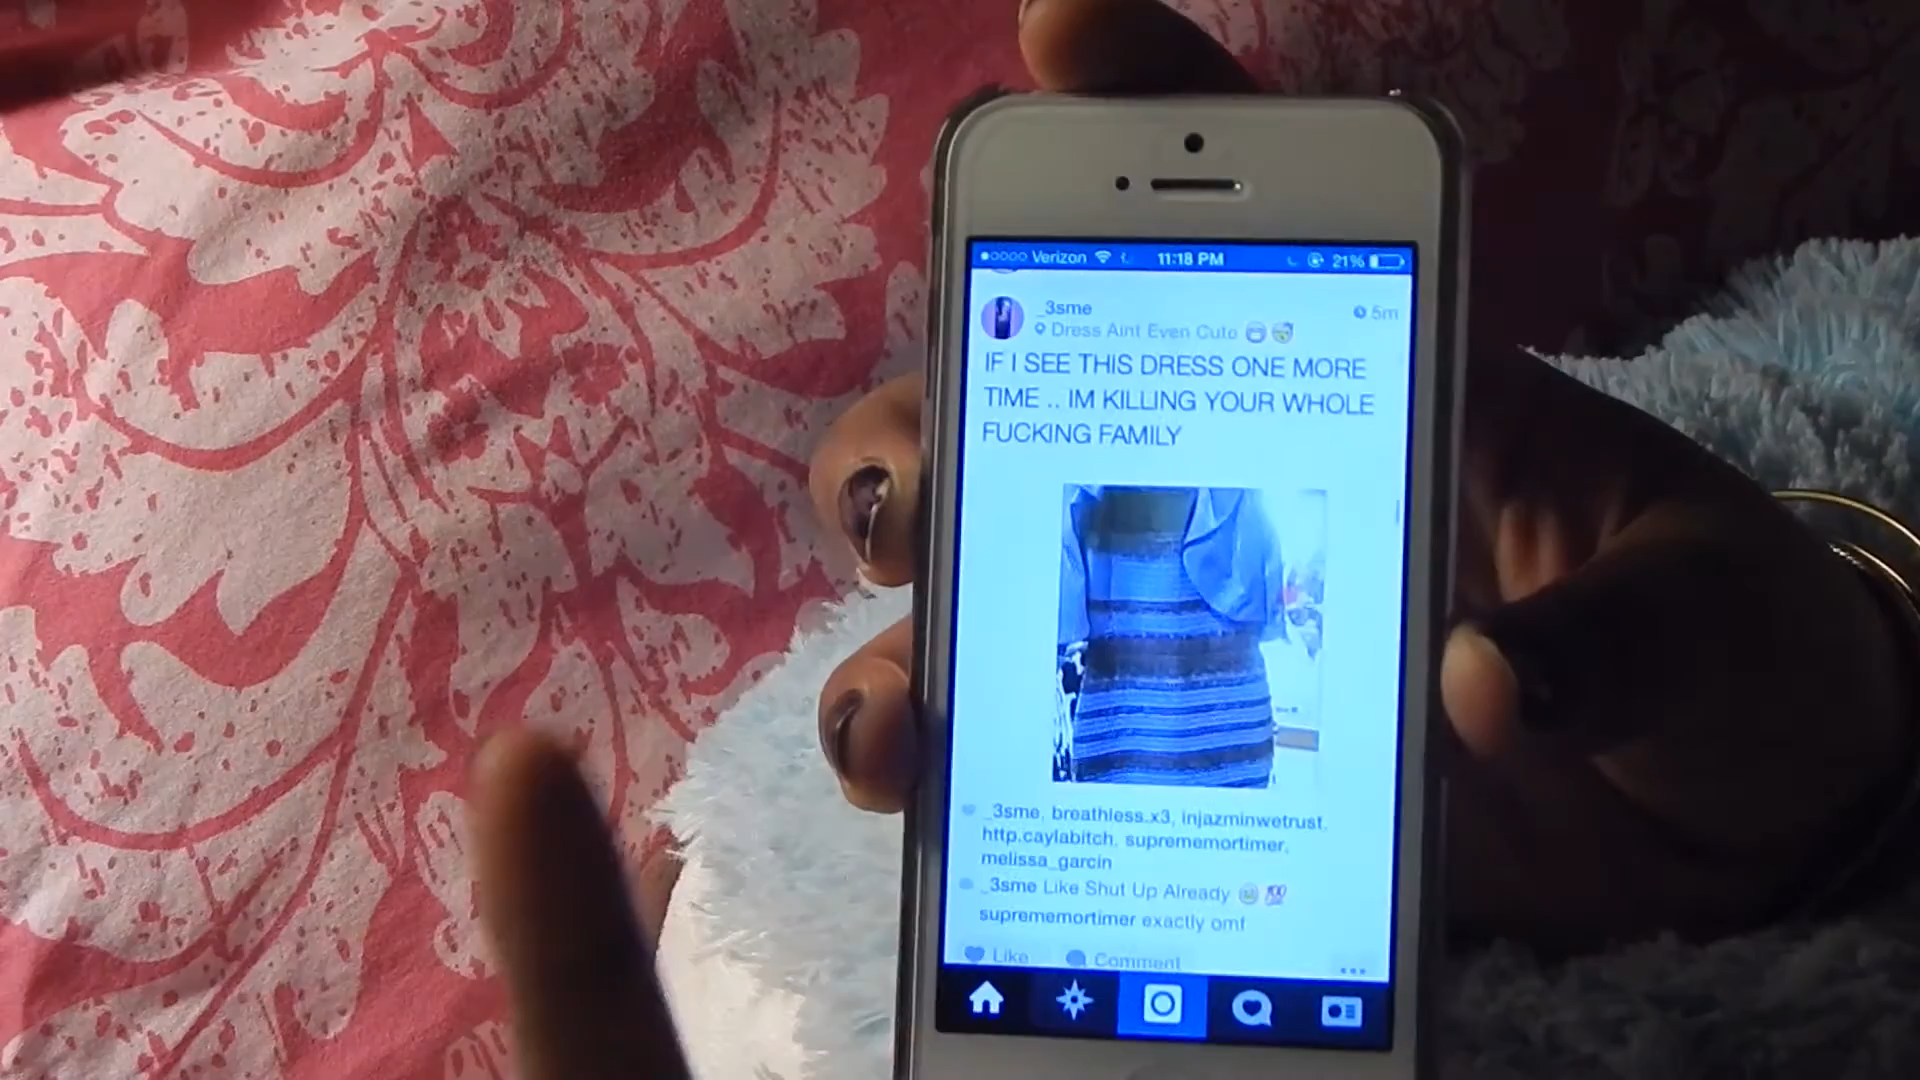 Verizon 11:18 PM 21%
_3sme 5m
Dress Aint Even Cute
IF I SEE THIS DRESS ONE MORE
TIME .. IM KILLING YOUR WHOLE
FUCKING FAMILY
_3sme, breathless.x3, injazminwetrust,
http.caylabitch, suprememortimer,
melissa_garcin
_3sme Like Shut Up Already 😂 💯
suprememortimer exactly omf
Like Comment